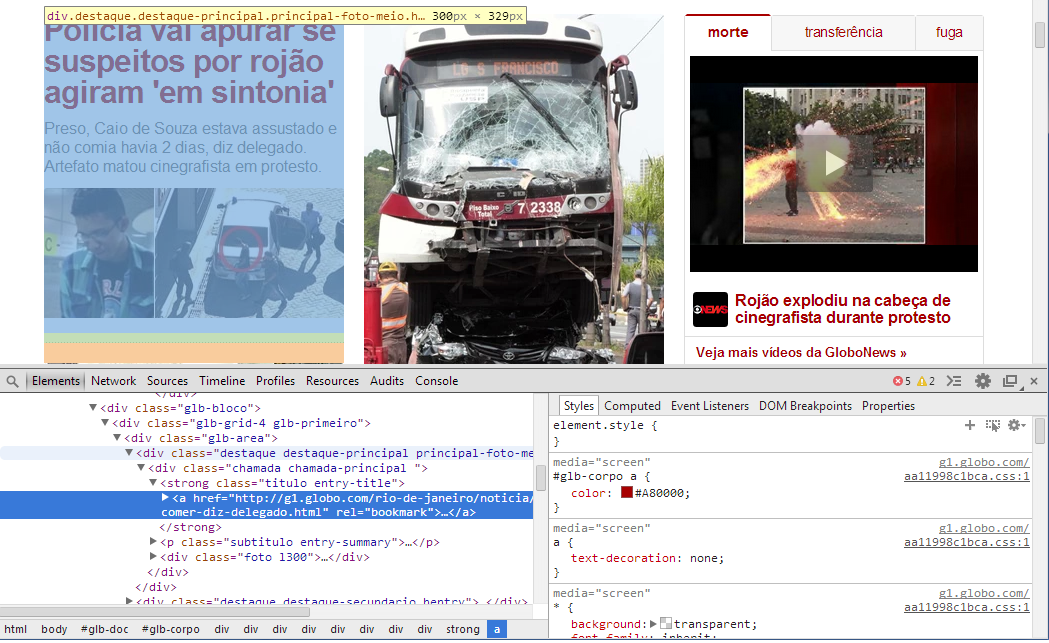 div.destaque.destaque-principal.principal-foto-meio.h… 300px × 329px
Polícia vai apurar se
suspeitos por rojão
agiram 'em sintonia'
Preso, Caio de Souza estava assustado e
não comia havia 2 dias, diz delegado.
Artefato matou cinegrafista em protesto.
LB S FRANCISCO
Piso Baixo
Total
7 2338
morte
transferência
fuga
NEWS
Rojão explodiu na cabeça de
cinegrafista durante protesto
Veja mais vídeos da GloboNews »
Elements Network Sources Timeline Profiles Resources Audits Console
5 2
</div>
▼<div class="glb-bloco">
▼<div class="glb-grid-4 glb-primeiro">
▼<div class="glb-area">
▼<div class="destaque destaque-principal principal-foto-me
▼<div class="chamada chamada-principal ">
▼<strong class="titulo entry-title">
▶<a href="http://g1.globo.com/rio-de-janeiro/noticia/
comer-diz-delegado.html" rel="bookmark">…</a>
</strong>
▶<p class="subtitulo entry-summary">…</p>
▶<div class="foto l300">…</div>
</div>
</div>
▶<div class="destaque destaque-secundario hentry">…</div>
html body #glb-doc #glb-corpo div div div div div div div div strong a
Styles Computed Event Listeners DOM Breakpoints Properties
element.style {
}
media="screen" g1.globo.com/
#glb-corpo a { aa11998c1bca.css:1
color: #A80000;
}
media="screen" g1.globo.com/
a { aa11998c1bca.css:1
text-decoration: none;
}
media="screen" g1.globo.com/
* { aa11998c1bca.css:1
background:▶ transparent;
font-family: inherit;